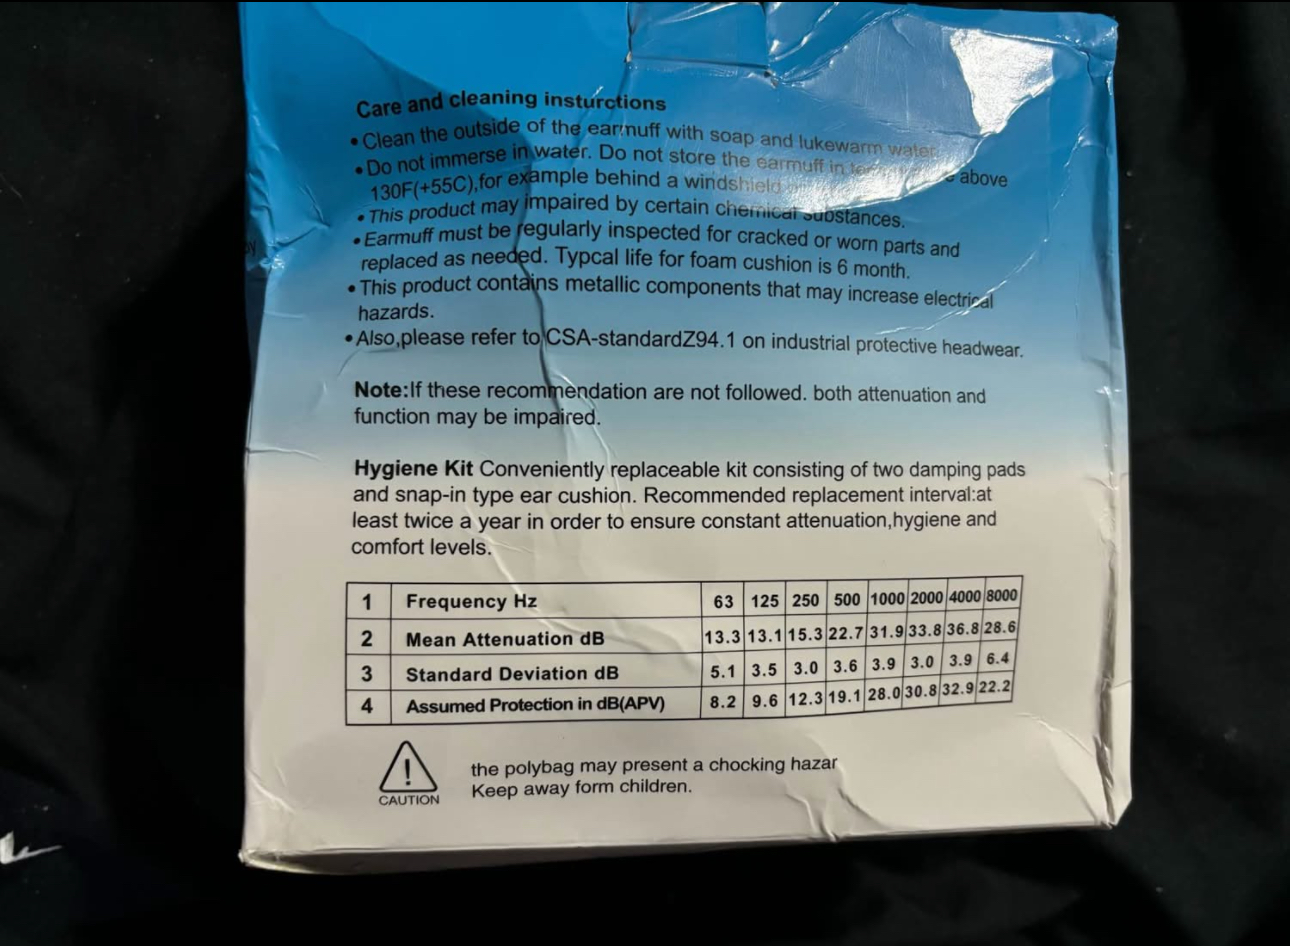 Care and cleaning insturctions
• Clean the outside of the earmuff with soap and lukewarm water.
• Do not immerse in water. Do not store the earmuff in above
130F(+55C),for example behind a windshield
• This product may impaired by certain chemical substances.
• Earmuff must be regularly inspected for cracked or worn parts and
replaced as needed. Typcal life for foam cushion is 6 month.
• This product contains metallic components that may increase electrical
hazards.
• Also,please refer to CSA-standardZ94.1 on industrial protective headwear.
Note:If these recommendation are not followed. both attenuation and
function may be impaired.
Hygiene Kit Conveniently replaceable kit consisting of two damping pads
and snap-in type ear cushion. Recommended replacement interval:at
least twice a year in order to ensure constant attenuation,hygiene and
comfort levels.
1 Frequency Hz 63 125 250 500 1000 2000 4000 8000
2 Mean Attenuation dB 13.3 13.1 15.3 22.7 31.9 33.8 36.8 28.6
3 Standard Deviation dB 5.1 3.5 3.0 3.6 3.9 3.0 3.9 6.4
4 Assumed Protection in dB(APV) 8.2 9.6 12.3 19.1 28.0 30.8 32.9 22.2
the polybag may present a chocking hazar
Keep away form children.
CAUTION